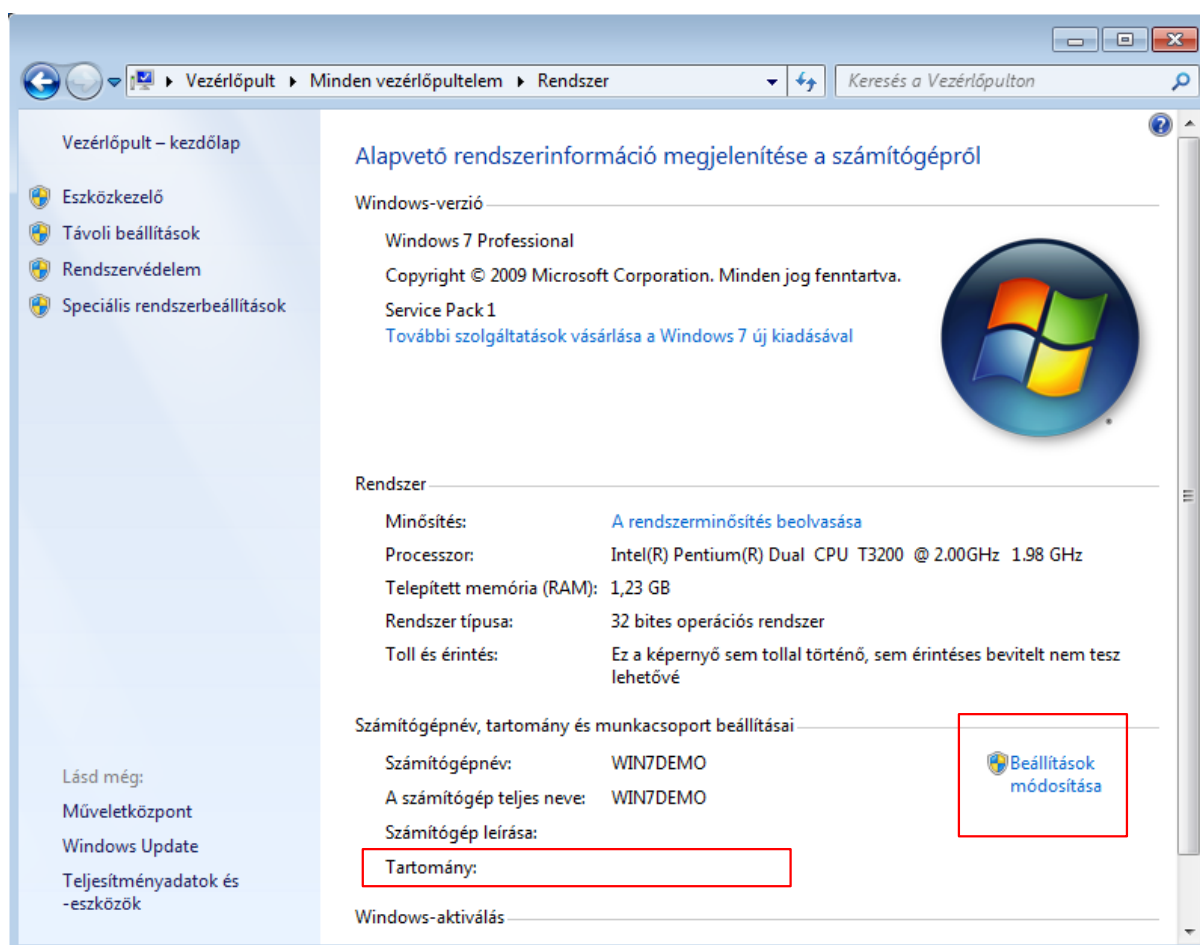 Vezérlőpult ▸ Minden vezérlőpultelem ▸ Rendszer
Keresés a Vezérlőpulton
Vezérlőpult – kezdőlap
Eszközkezelő
Távoli beállítások
Rendszervédelem
Speciális rendszerbeállítások
Lásd még:
Műveletközpont
Windows Update
Teljesítményadatok és
-eszközök
Alapvető rendszerinformáció megjelenítése a számítógépről
Windows-verzió
Windows 7 Professional
Copyright © 2009 Microsoft Corporation. Minden jog fenntartva.
Service Pack 1
További szolgáltatások vásárlása a Windows 7 új kiadásával
Rendszer
Minősítés: A rendszerminősítés beolvasása
Processzor: Intel(R) Pentium(R) Dual CPU T3200 @ 2.00GHz 1.98 GHz
Telepített memória (RAM): 1,23 GB
Rendszer típusa: 32 bites operációs rendszer
Toll és érintés: Ez a képernyő sem tollal történő, sem érintéses bevitelt nem tesz
lehetővé
Számítógépnév, tartomány és munkacsoport beállításai
Számítógépnév: WIN7DEMO
Beállítások
módosítása
A számítógép teljes neve: WIN7DEMO
Számítógép leírása:
Tartomány:
Windows-aktiválás